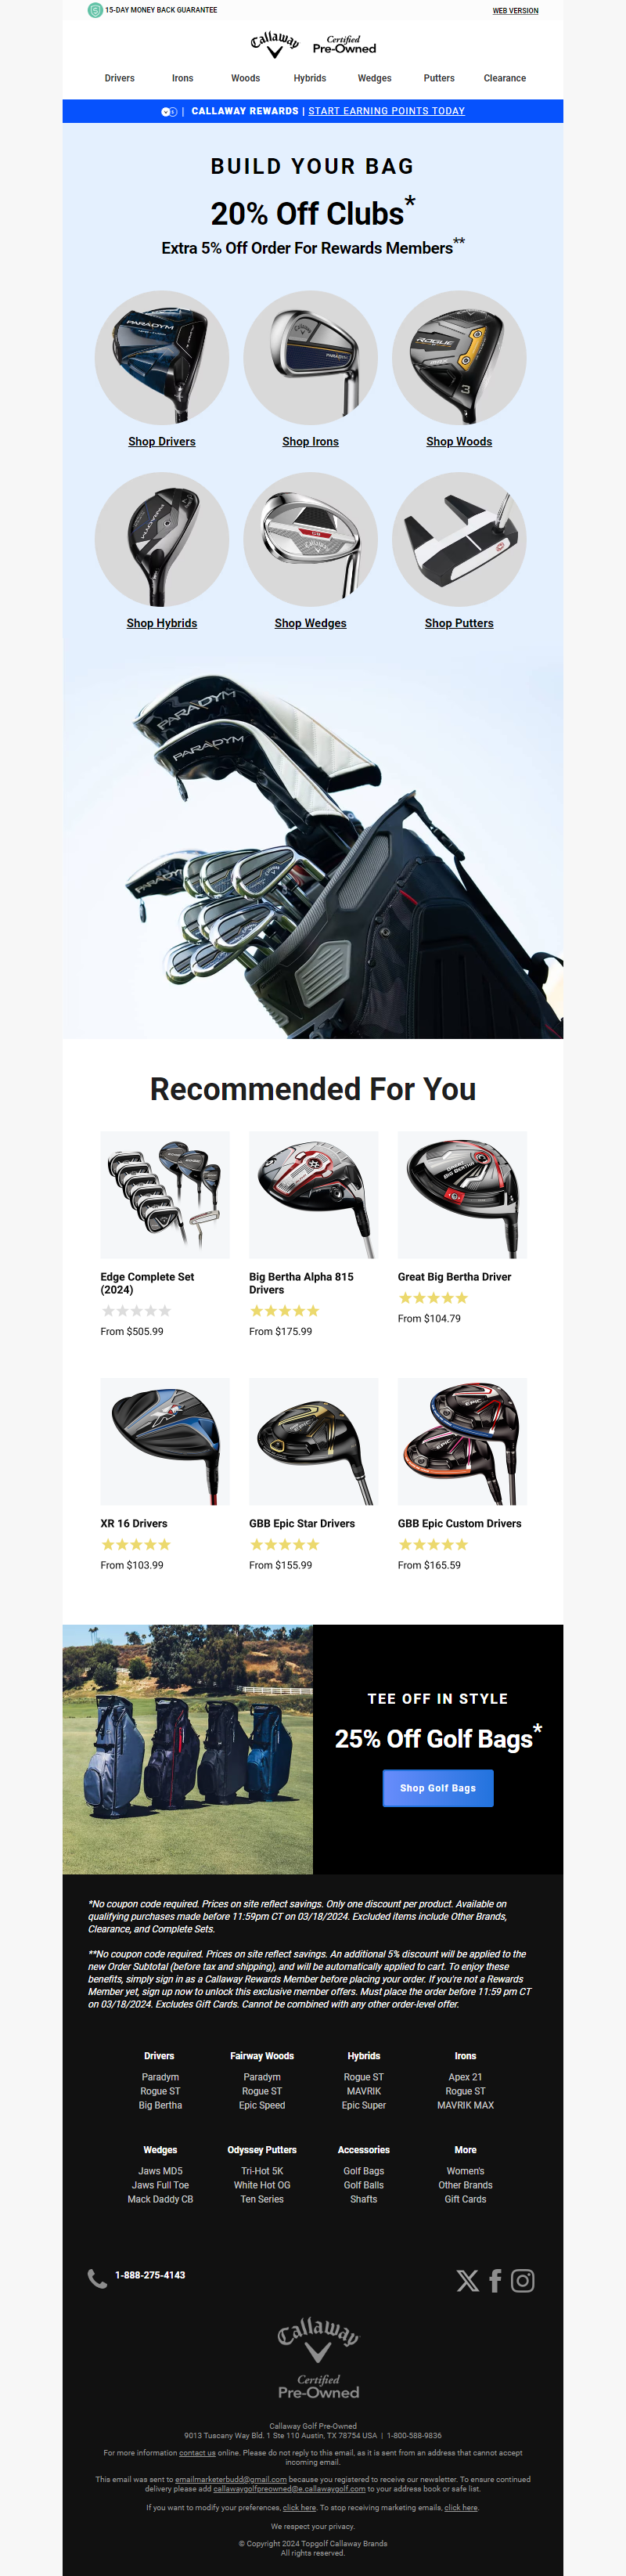 15-DAY MONEY BACK GUARANTEE
WEB VERSION
Callaway
Certified
Pre-Owned
Drivers Irons Woods Hybrids Wedges Putters Clearance
| CALLAWAY REWARDS | START EARNING POINTS TODAY
BUILD YOUR BAG
20% Off Clubs*
Extra 5% Off Order For Rewards Members**
PARADYM
Callaway
PARADYM
ROGUE
3
Shop Drivers Shop Irons Shop Woods
PARADYM
Callaway
Shop Hybrids Shop Wedges Shop Putters
PARADYM
PARADYM
PARADYM
Recommended For You
BIG BERTHA
EPIC
Edge Complete Set
(2024)
From $505.99
Big Bertha Alpha 815
Drivers
From $175.99
Great Big Bertha Driver
From $104.79
XR 16 Drivers
From $103.99
GBB Epic Star Drivers
From $155.99
GBB Epic Custom Drivers
From $165.59
TEE OFF IN STYLE
25% Off Golf Bags*
Shop Golf Bags
*No coupon code required. Prices on site reflect savings. Only one discount per product. Available on
qualifying purchases made before 11:59pm CT on 03/18/2024. Excluded items include Other Brands,
Clearance, and Complete Sets.
**No coupon code required. Prices on site reflect savings. An additional 5% discount will be applied to the
new Order Subtotal (before tax and shipping), and will be automatically applied to cart. To enjoy these
benefits, simply sign in as a Callaway Rewards Member before placing your order. If you're not a Rewards
Member yet, sign up now to unlock this exclusive member offers. Must place the order before 11:59 pm CT
on 03/18/2024. Excludes Gift Cards. Cannot be combined with any other order-level offer.
Drivers Fairway Woods Hybrids Irons
Paradym Paradym Rogue ST Apex 21
Rogue ST Rogue ST MAVRIK Rogue ST
Big Bertha Epic Speed Epic Super MAVRIK MAX
Wedges Odyssey Putters Accessories More
Jaws MD5 Tri-Hot 5K Golf Bags Women's
Jaws Full Toe White Hot OG Golf Balls Other Brands
Mack Daddy CB Ten Series Shafts Gift Cards
1-888-275-4143
Callaway
Certified
Pre-Owned
Callaway Golf Pre-Owned
9013 Tuscany Way Bld. 1 Ste 110 Austin, TX 78754 USA | 1-800-588-9836
For more information contact us online. Please do not reply to this email, as it is sent from an address that cannot accept
incoming email.
This email was sent to emailmarketerbudd@gmail.com because you registered to receive our newsletter. To ensure continued
delivery please add callawaygolfpreowned@e.callawaygolf.com to your address book or safe list.
If you want to modify your preferences, click here. To stop receiving marketing emails, click here.
We respect your privacy.
© Copyright 2024 Topgolf Callaway Brands
All rights reserved.